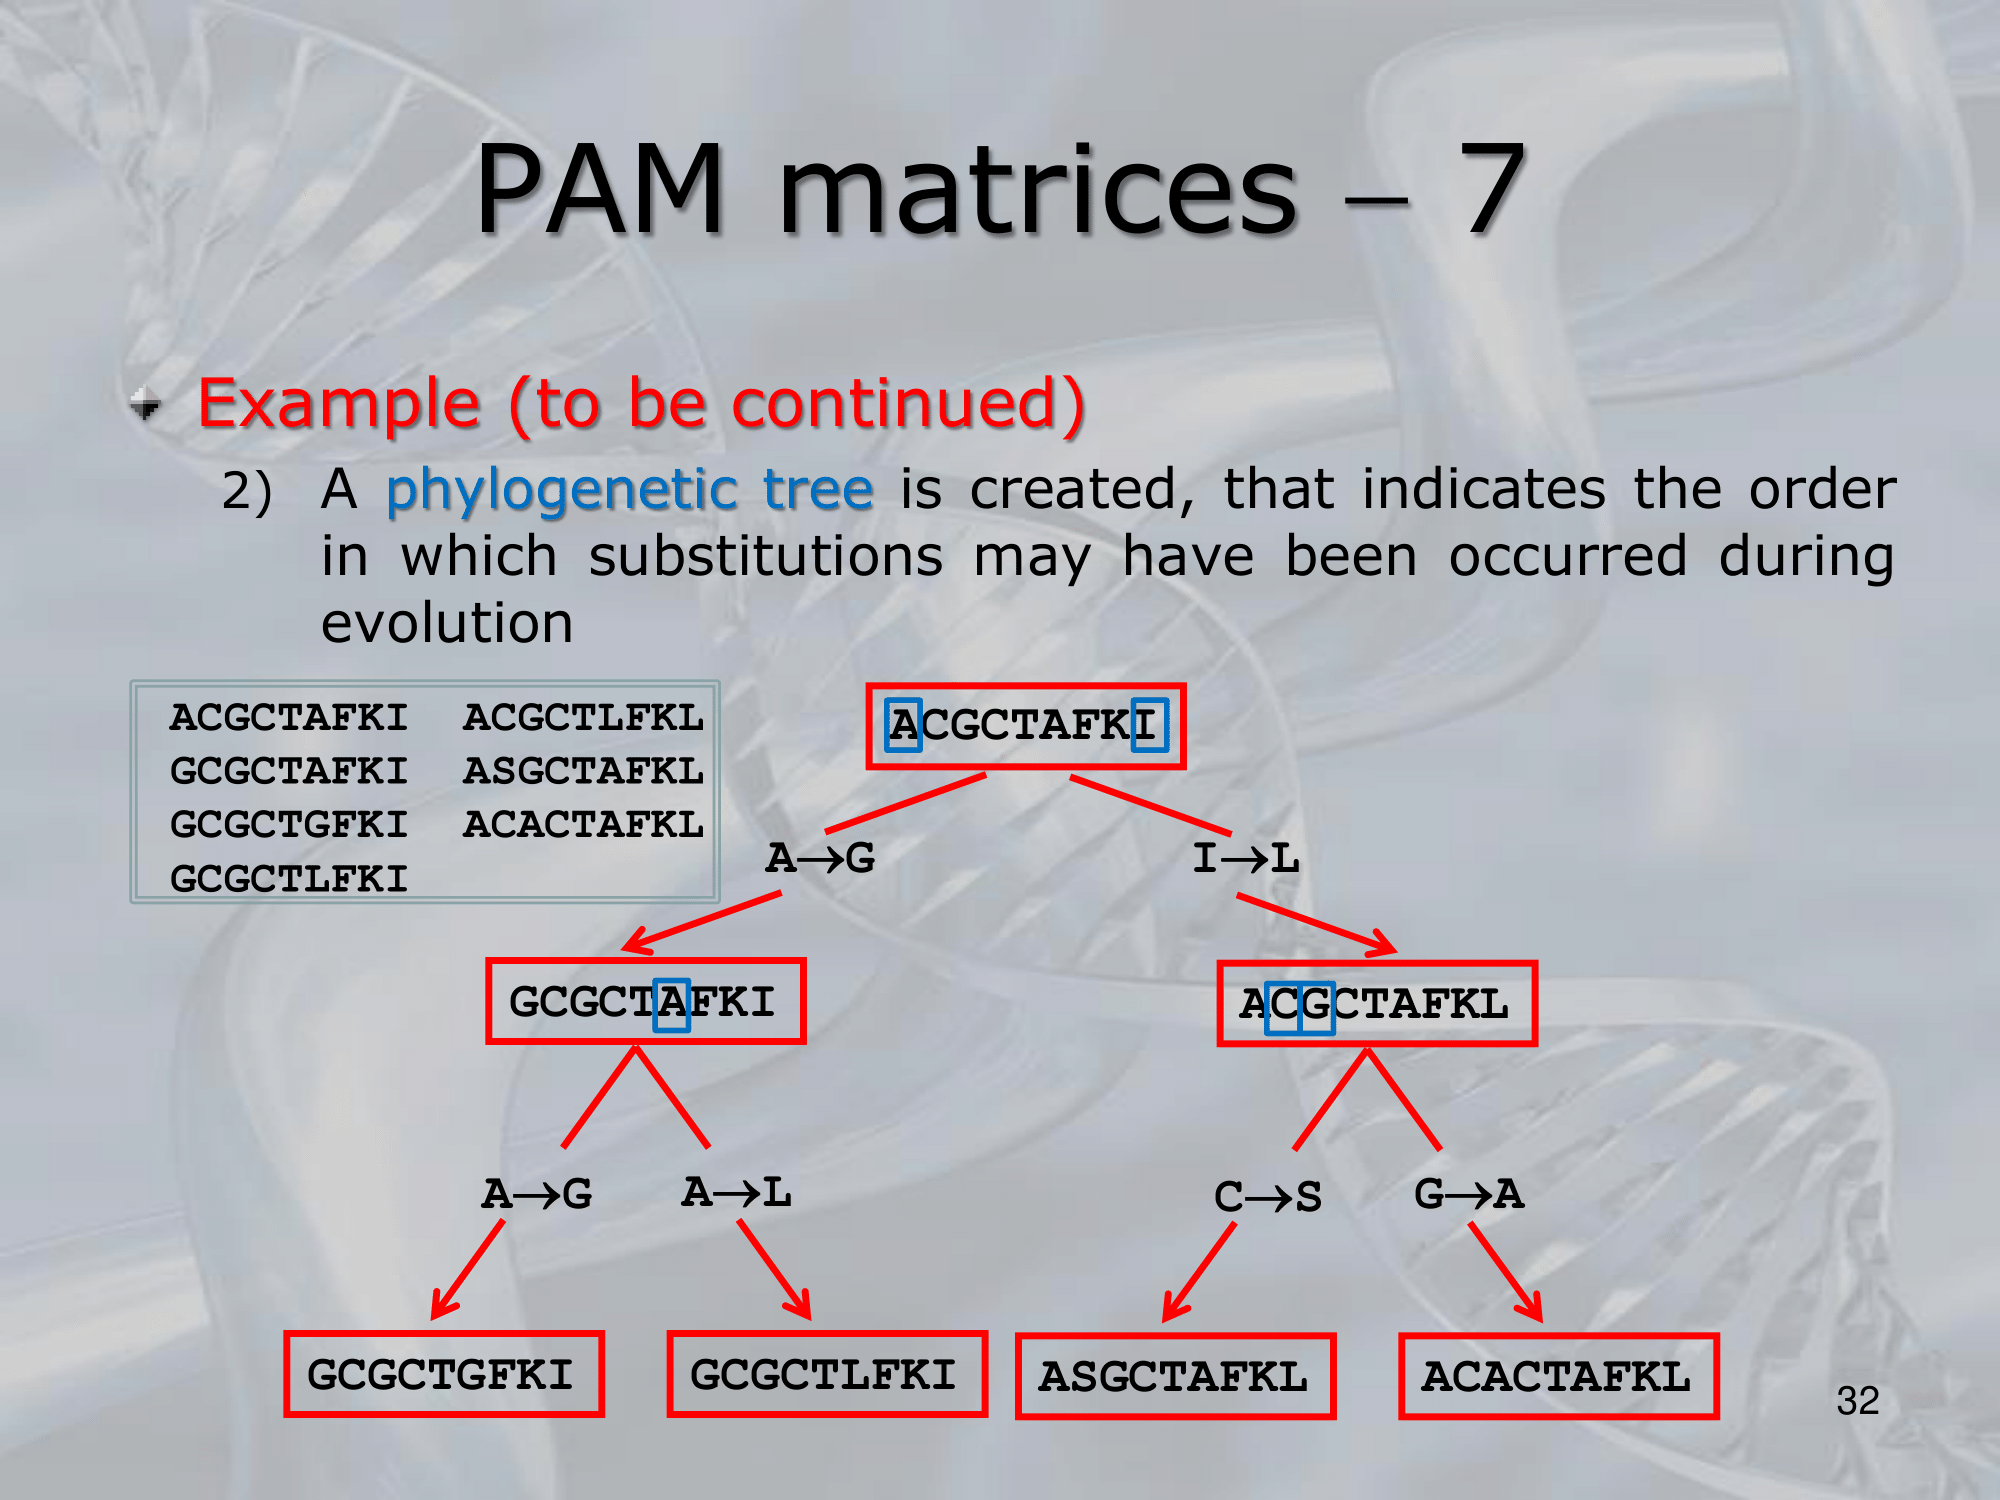 PAM matrices – 7
Example (to be continued)
2) A phylogenetic tree is created, that indicates the order
in which substitutions may have been occurred during
evolution
ACGCTAFKI ACGCTLFKL
GCGCTAFKI ASGCTAFKL
GCGCTGFKI ACACTAFKL
GCGCTLFKI
ACGCTAFKI
A→G I→L
GCGCTAFKI ACGCTAFKL
A→G A→L C→S G→A
GCGCTGFKI GCGCTLFKI ASGCTAFKL ACACTAFKL
32